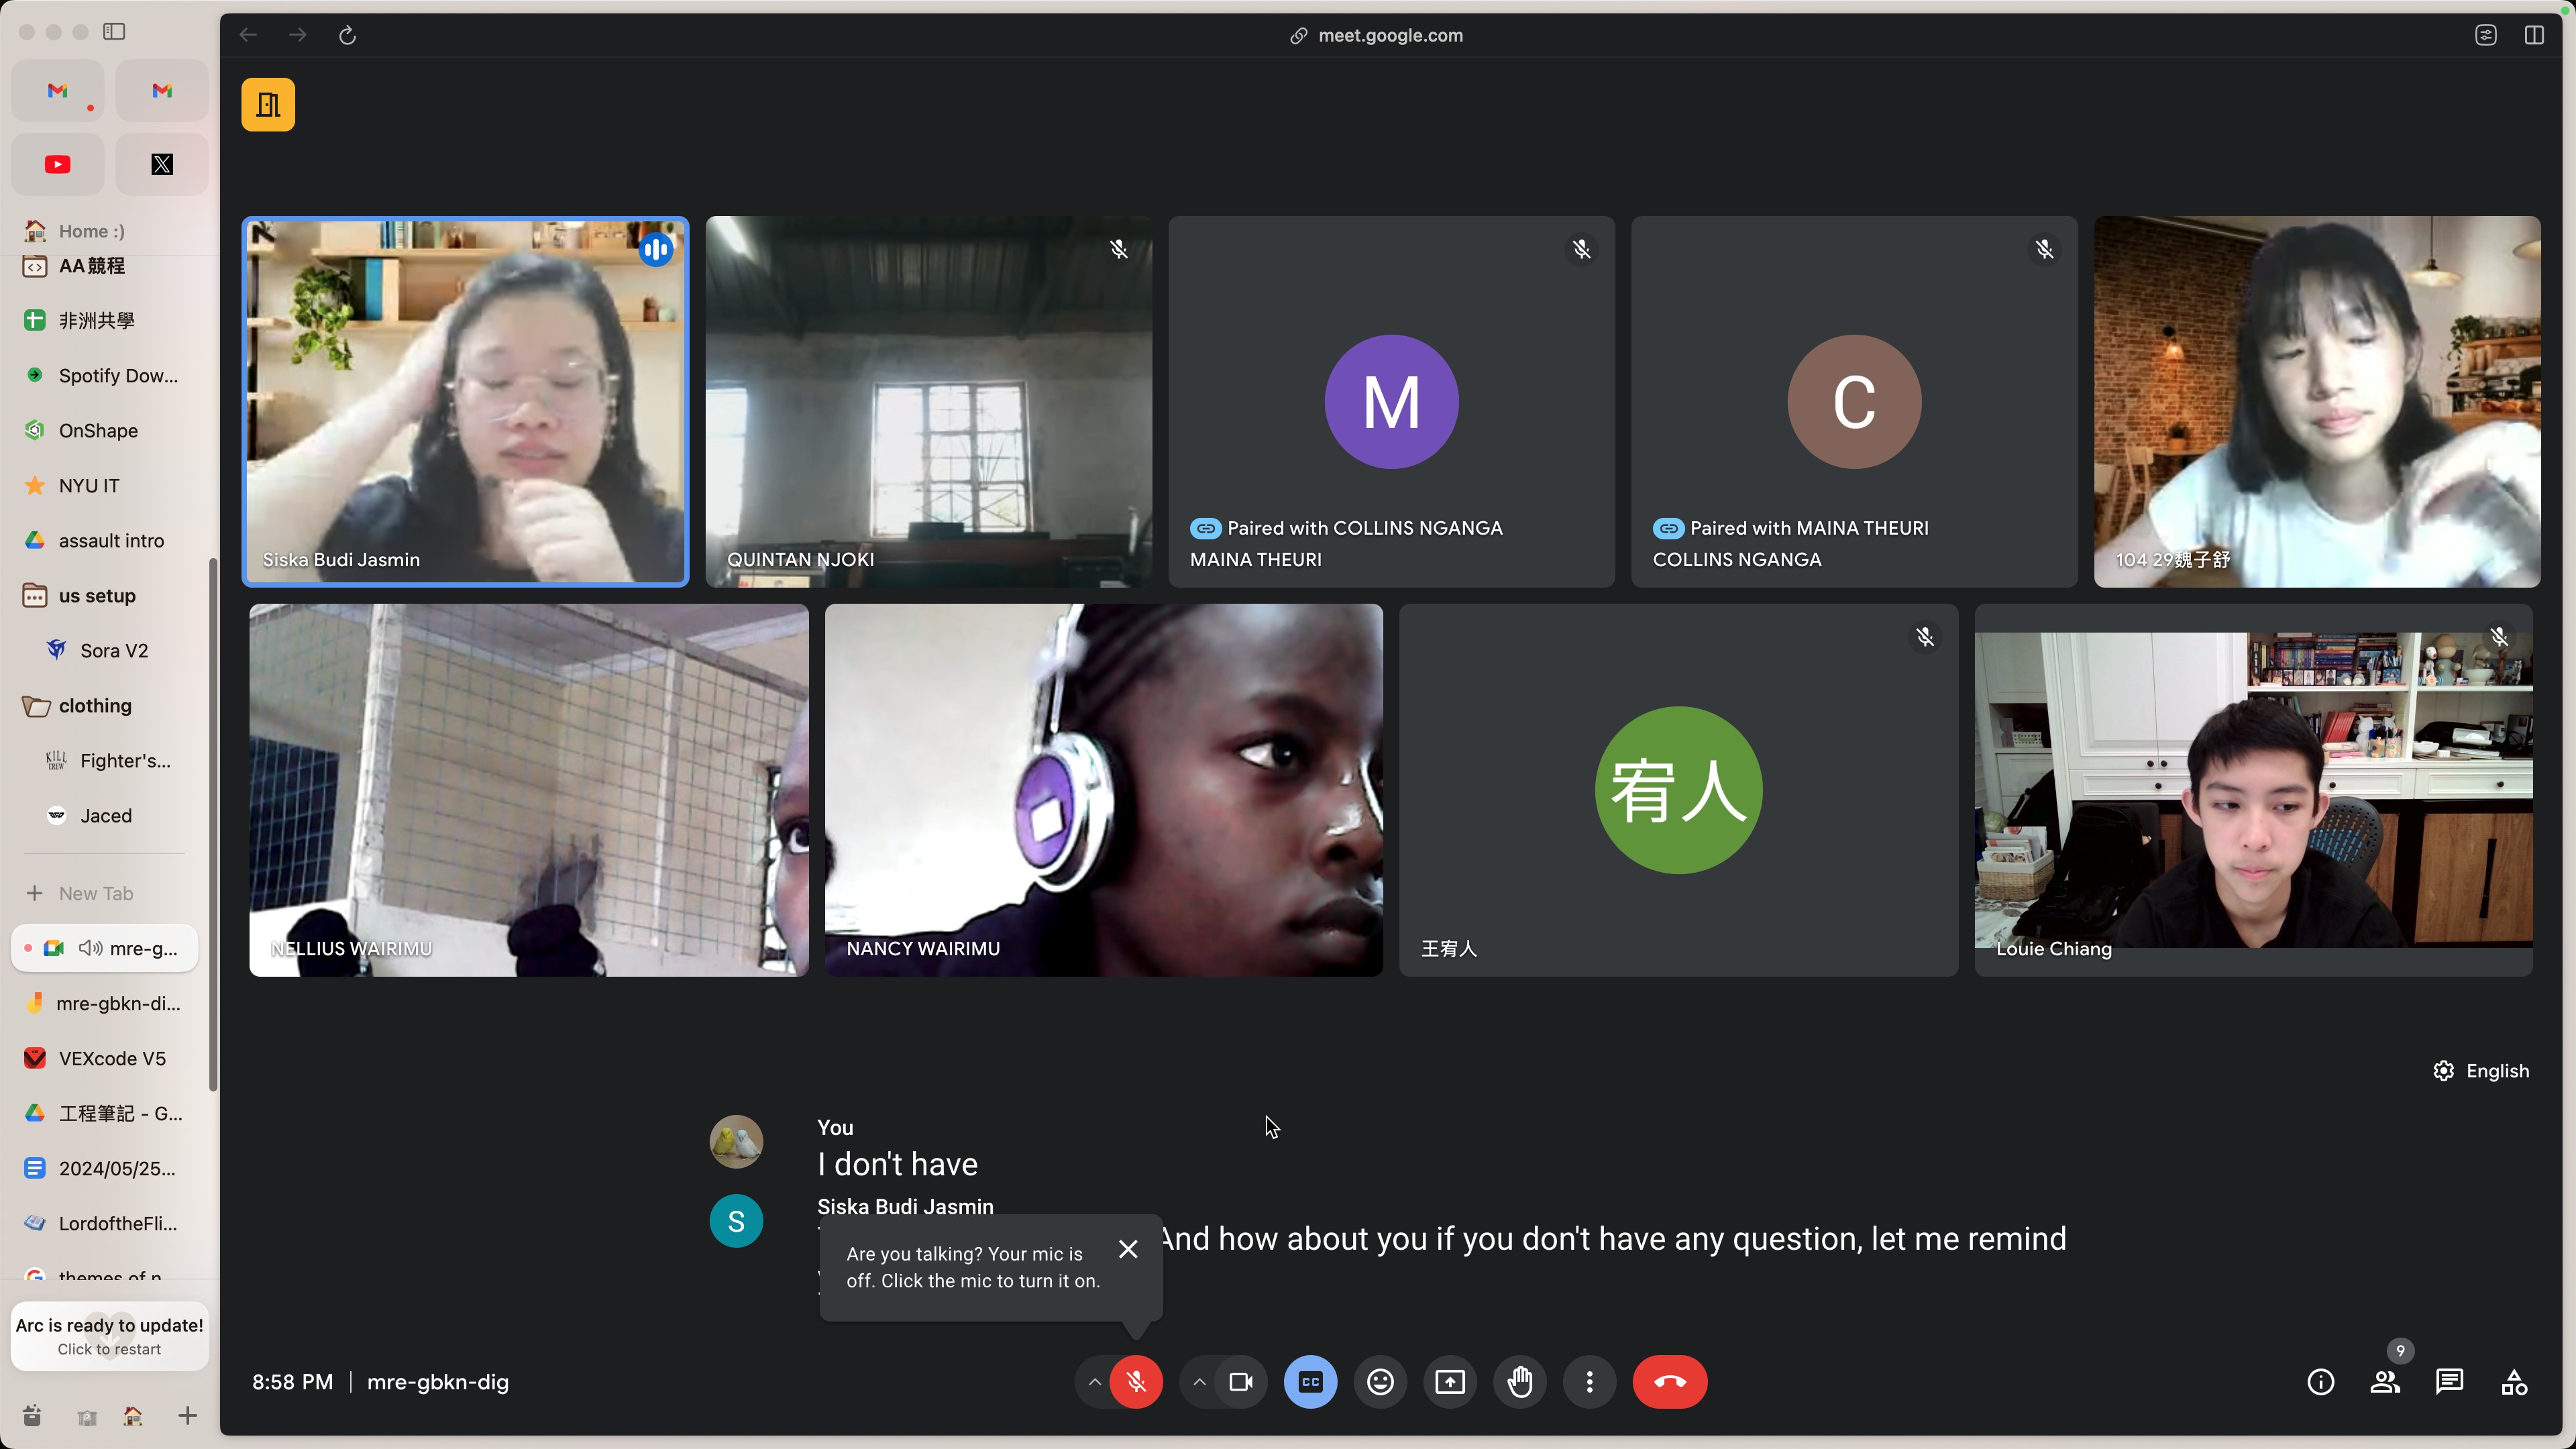 meet.google.com
Home :)
AA競程
非洲共學
Spotify Dow...
OnShape
NYU IT
assault intro
us setup
Sora V2
clothing
KILL CREW
Fighter's...
Jaced
New Tab
mre-g...
mre-gbkn-di...
VEXcode V5
工程筆記 - G...
2024/05/25...
LordoftheFli...
themes of n
Arc is ready to update!
Click to restart
Siska Budi Jasmin
QUINTAN NJOKI
M
Paired with COLLINS NGANGA
MAINA THEURI
C
Paired with MAINA THEURI
COLLINS NGANGA
104 29魏子舒
NELLIUS WAIRIMU
NANCY WAIRIMU
宥人
王宥人
Louie Chiang
English
You
I don't have
S
Siska Budi Jasmin
And how about you if you don't have any question, let me remind
Are you talking? Your mic is
off. Click the mic to turn it on.
8:58 PM
mre-gbkn-dig
CC
9